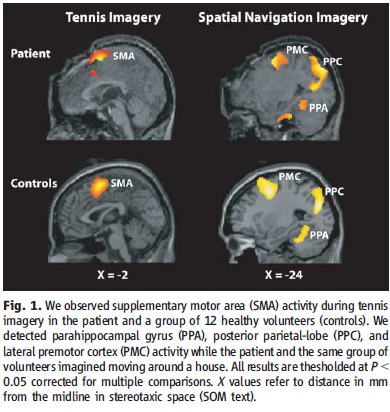 Tennis Imagery Spatial Navigation Imagery
Patient
SMA
PMC
PPC
PPA
Controls
SMA
PMC
PPC
PPA
X = -2 X = -24
Fig. 1. We observed supplementary motor area (SMA) activity during tennis
imagery in the patient and a group of 12 healthy volunteers (controls). We
detected parahippocampal gyrus (PPA), posterior parietal-lobe (PPC), and
lateral premotor cortex (PMC) activity while the patient and the same group of
volunteers imagined moving around a house. All results are thesholded at P <
0.05 corrected for multiple comparisons. X values refer to distance in mm
from the midline in stereotaxic space (SOM text).